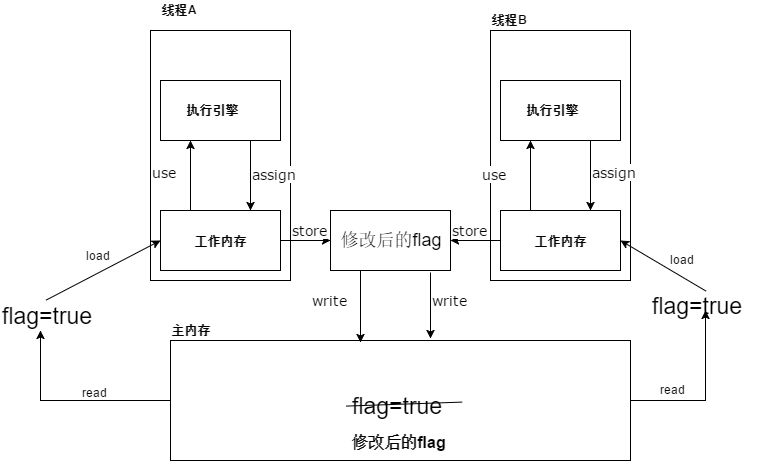 线程A
线程B
执行引擎
执行引擎
use
assign
use
assign
工作内存
store
修改后的flag
store
工作内存
load
load
flag=true
write
write
flag=true
主内存
read
read
flag=true
修改后的flag